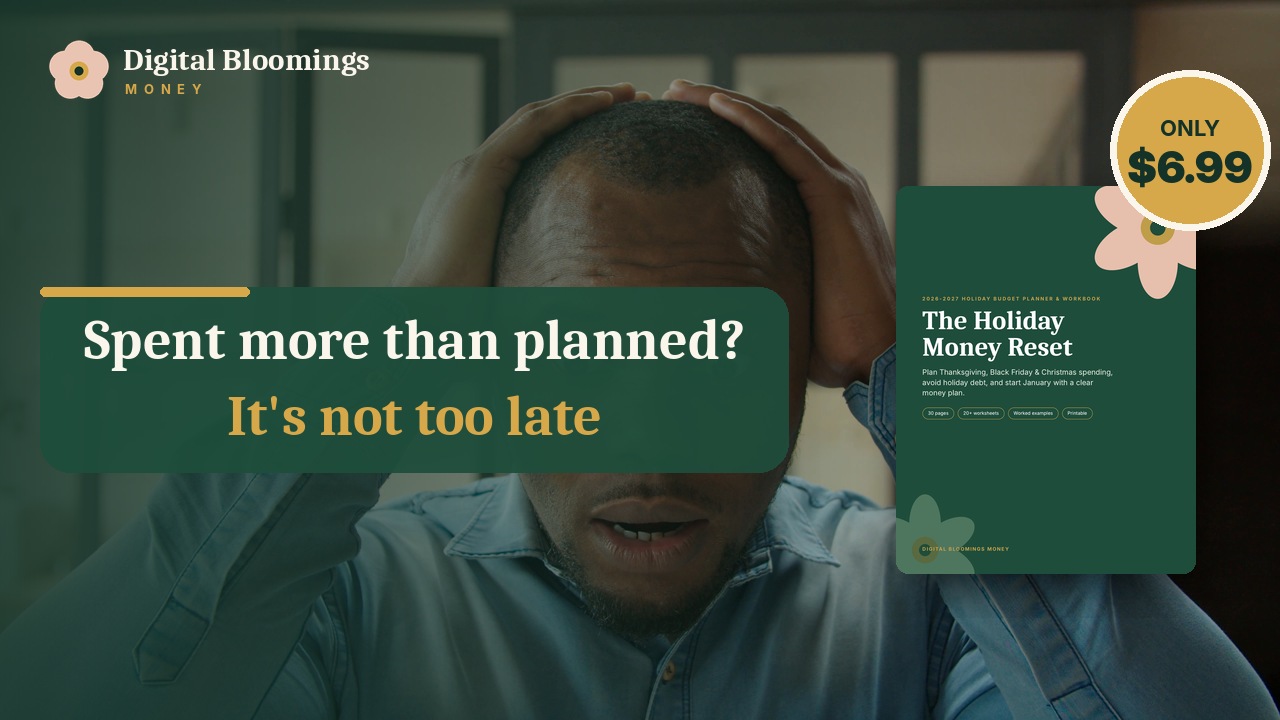 Digital Bloomings
MONEY
ONLY
$6.99
Spent more than planned?
It's not too late
2026-2027 HOLIDAY BUDGET PLANNER & WORKBOOK
The Holiday
Money Reset
Plan Thanksgiving, Black Friday & Christmas spending,
avoid holiday debt, and start January with a clear
money plan.
30 pages
20+ worksheets
Worked examples
Printable
DIGITAL BLOOMINGS MONEY